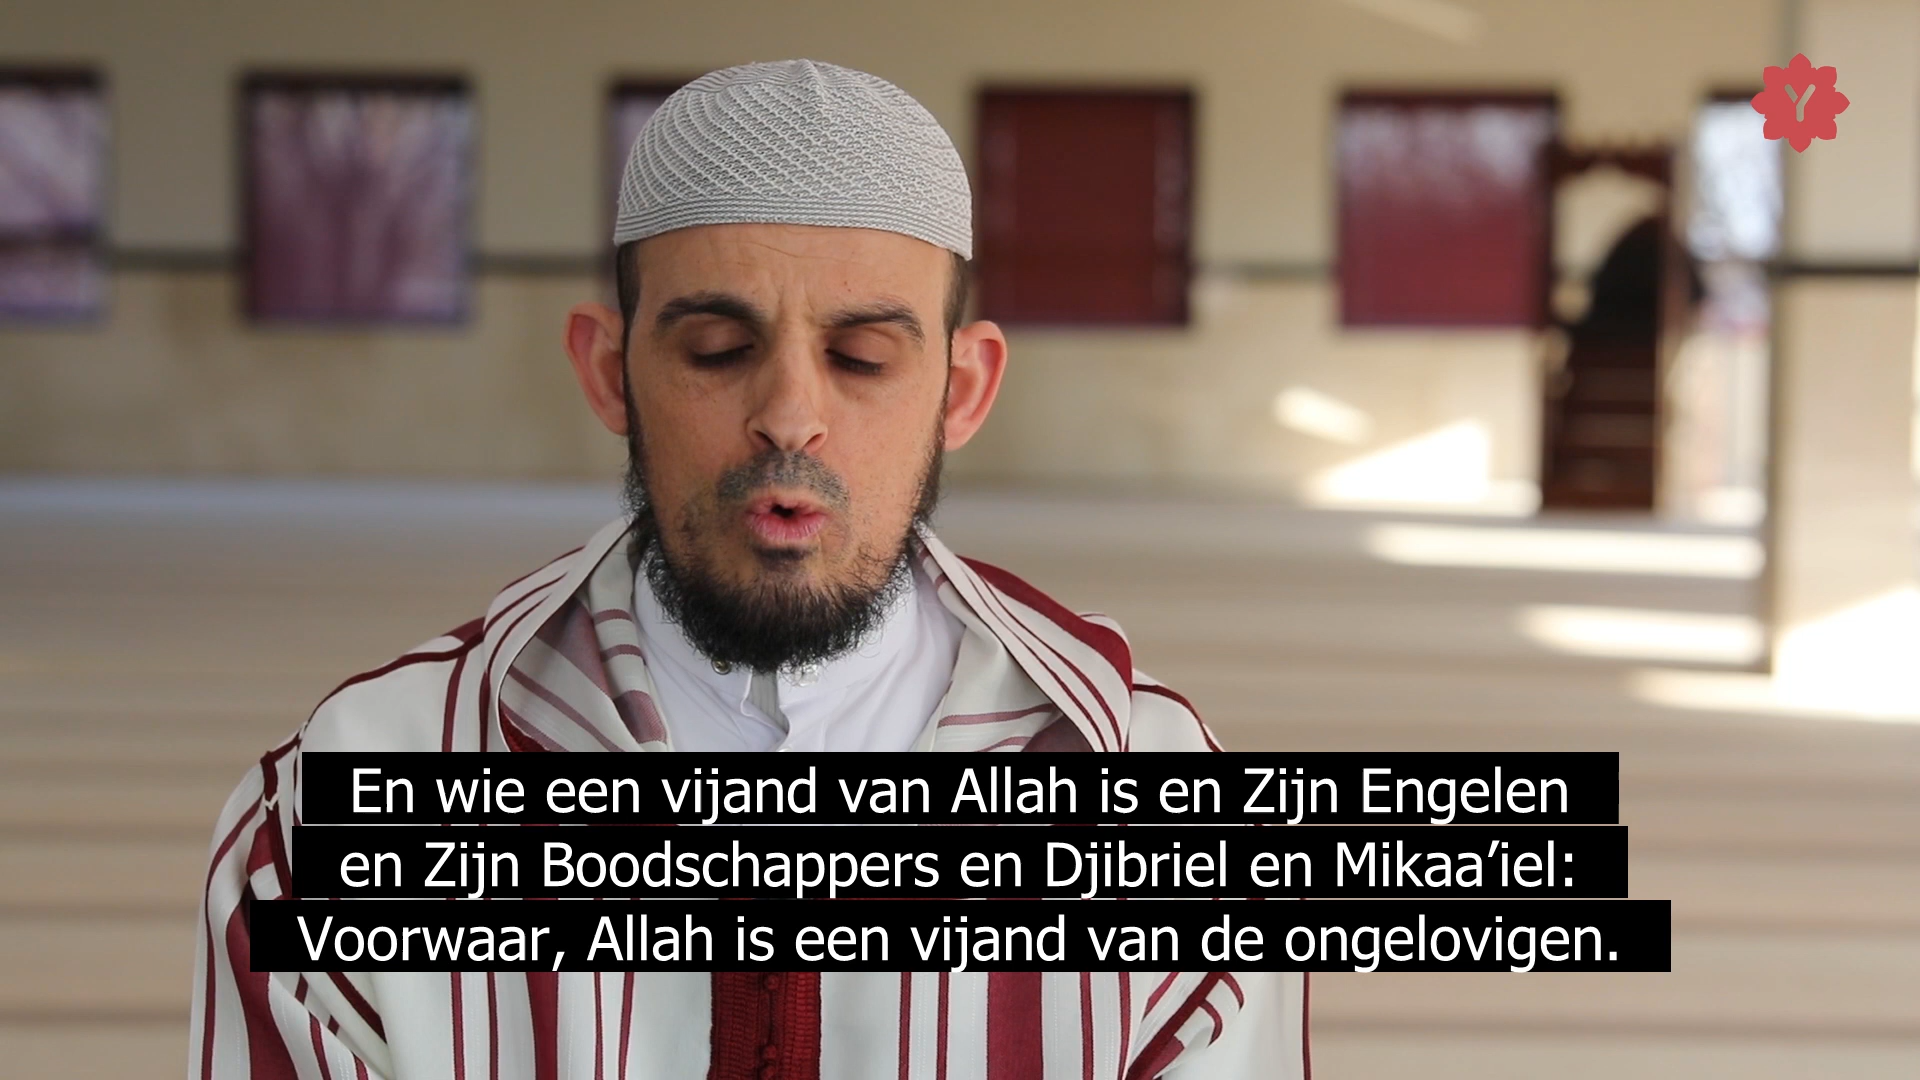 Y
En wie een vijand van Allah is en Zijn Engelen
en Zijn Boodschappers en Djibriel en Mikaa’iel:
Voorwaar, Allah is een vijand van de ongelovigen.